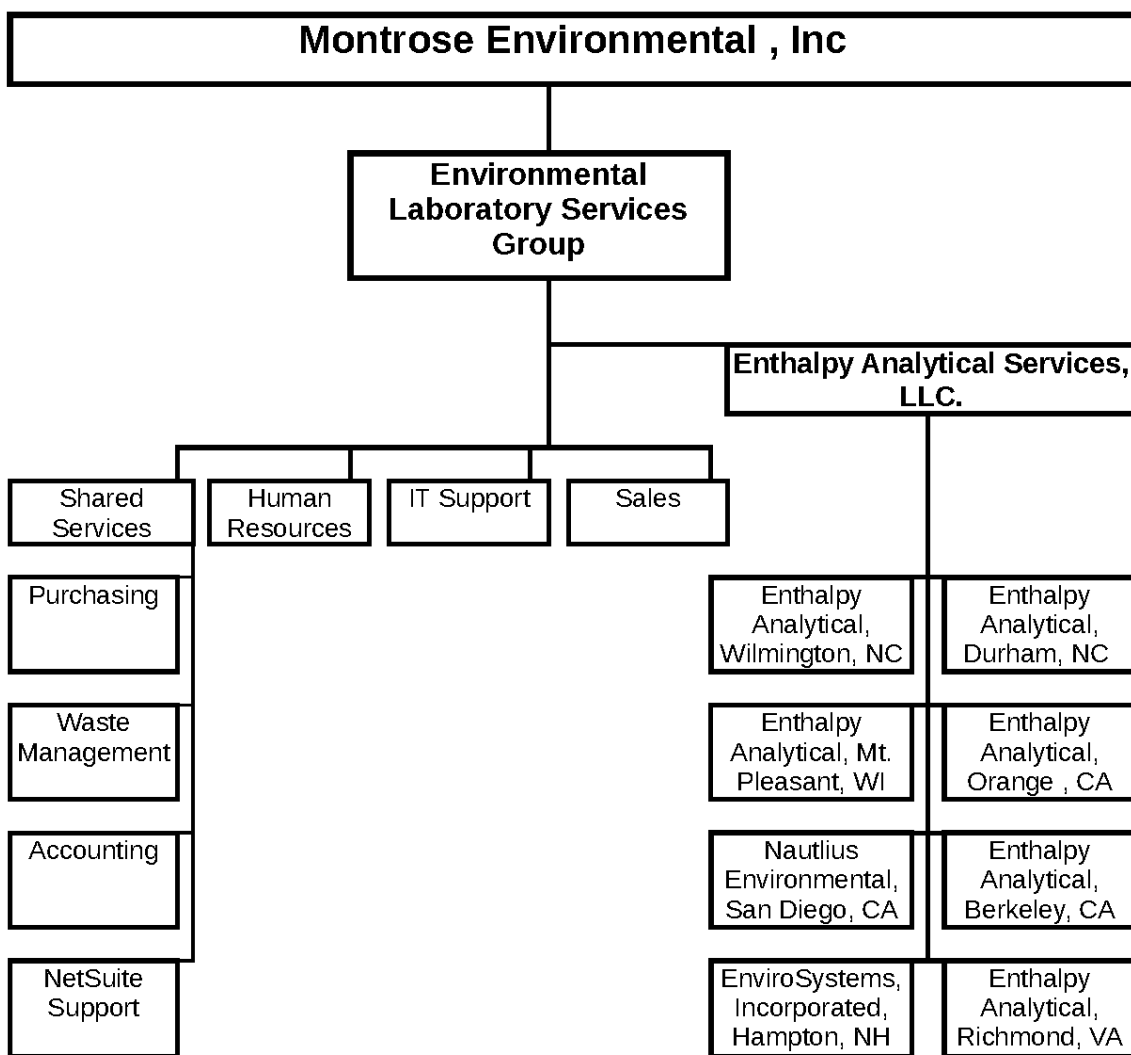 Montrose Environmental , Inc
Environmental
Laboratory Services
Group
Enthalpy Analytical Services,
LLC.
Shared
Services
Human
Resources
IT Support
Sales
Purchasing
Enthalpy
Analytical,
Wilmington, NC
Enthalpy
Analytical,
Durham, NC
Waste
Management
Enthalpy
Analytical, Mt.
Pleasant, WI
Enthalpy
Analytical,
Orange , CA
Accounting
Nautlius
Environmental,
San Diego, CA
Enthalpy
Analytical,
Berkeley, CA
NetSuite
Support
EnviroSystems,
Incorporated,
Hampton, NH
Enthalpy
Analytical,
Richmond, VA